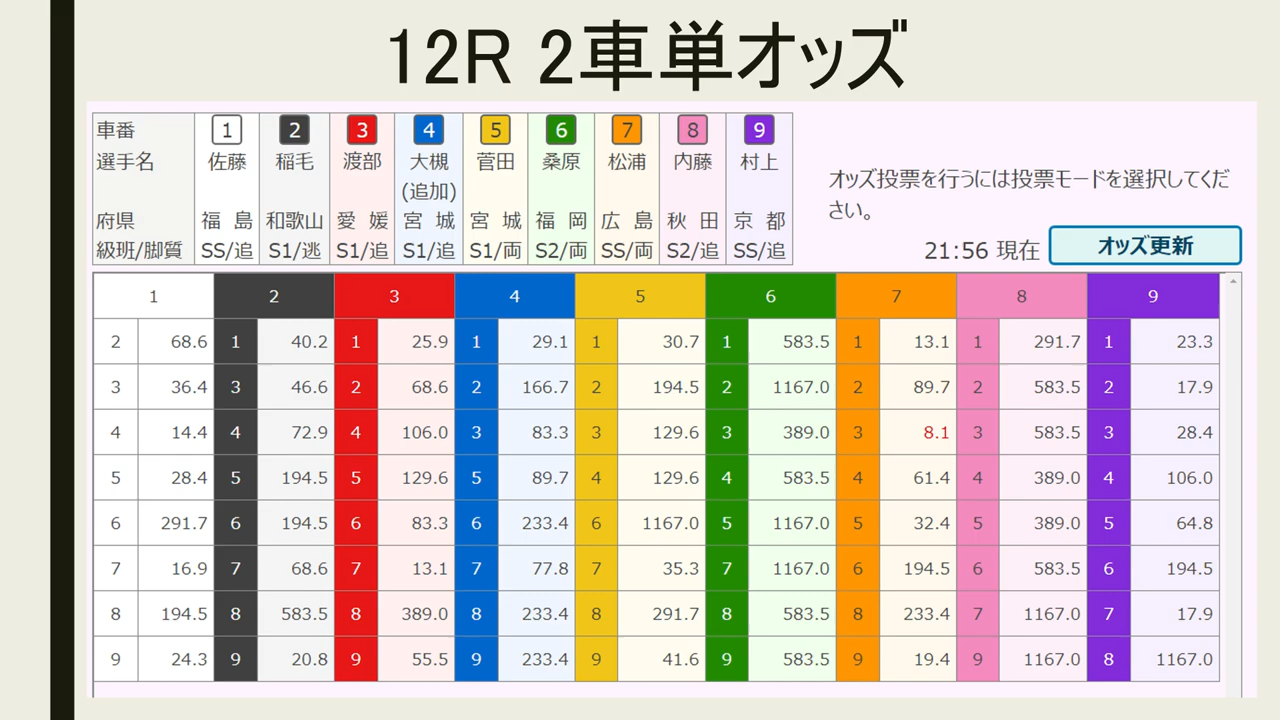 12R 2車単オッズ
車番 1 2 3 4 5 6 7 8 9
選手名 佐藤 稲毛 渡部 大槻 菅田 桑原 松浦 内藤 村上
(追加)
府県 福 島 和歌山 愛 媛 宮 城 宮 城 福 岡 広 島 秋 田 京 都
級班/脚質 SS/追 S1/逃 S1/追 S1/追 S1/両 S2/両 SS/両 S2/追 SS/追
オッズ投票を行うには投票モードを選択してくだ
さい。
21:56 現在 オッズ更新
1 2 3 4 5 6 7 8 9
2 68.6 1 40.2 1 25.9 1 29.1 1 30.7 1 583.5 1 13.1 1 291.7 1 23.3
3 36.4 3 46.6 2 68.6 2 166.7 2 194.5 2 1167.0 2 89.7 2 583.5 2 17.9
4 14.4 4 72.9 4 106.0 3 83.3 3 129.6 3 389.0 3 8.1 3 583.5 3 28.4
5 28.4 5 194.5 5 129.6 5 89.7 4 129.6 4 583.5 4 61.4 4 389.0 4 106.0
6 291.7 6 194.5 6 83.3 6 233.4 6 1167.0 5 1167.0 5 32.4 5 389.0 5 64.8
7 16.9 7 68.6 7 13.1 7 77.8 7 35.3 7 1167.0 6 194.5 6 583.5 6 194.5
8 194.5 8 583.5 8 389.0 8 233.4 8 291.7 8 583.5 8 233.4 7 1167.0 7 17.9
9 24.3 9 20.8 9 55.5 9 233.4 9 41.6 9 583.5 9 19.4 9 1167.0 8 1167.0